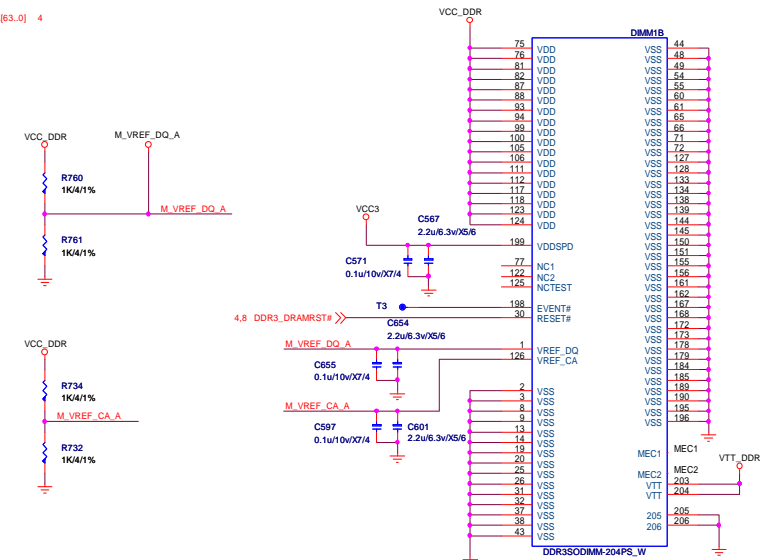 [63..0] 4
VCC_DDR
DIMM1B
75 VDD VSS 44
76 VDD VSS 48
81 VDD VSS 49
82 VDD VSS 54
87 VDD VSS 55
88 VDD VSS 60
93 VDD VSS 61
94 VDD VSS 65
99 VDD VSS 66
100 VDD VSS 71
105 VDD VSS 72
106 VDD VSS 127
111 VDD VSS 128
112 VDD VSS 133
117 VDD VSS 134
118 VDD VSS 138
123 VDD VSS 139
124 VDD VSS 144
VSS 145
199 VDDSPD VSS 150
VSS 151
77 NC1 VSS 155
122 NC2 VSS 156
125 NCTEST VSS 161
VSS 162
198 EVENT# VSS 167
30 RESET# VSS 168
VSS 172
VSS 173
1 VREF_DQ VSS 178
126 VREF_CA VSS 179
VSS 184
VSS 185
2 VSS VSS 189
3 VSS VSS 190
8 VSS VSS 195
9 VSS VSS 196
13 VSS
14 VSS
19 VSS MEC1 MEC1
20 VSS
25 VSS MEC2 MEC2
26 VSS VTT 203
31 VSS VTT 204
32 VSS
37 VSS 205 205
38 VSS 206 206
43 VSS
DDR3SODIMM-204PS_W
VTT_DDR
VCC_DDR
M_VREF_DQ_A
R760
1K/4/1%
M_VREF_DQ_A
R761
1K/4/1%
VCC3
C567
2.2u/6.3v/X5/6
C571
0.1u/10v/X7/4
T3
4,8 DDR3_DRAMRST#
C654
2.2u/6.3v/X5/6
M_VREF_DQ_A
C655
0.1u/10v/X7/4
M_VREF_CA_A
C597
0.1u/10v/X7/4
C601
2.2u/6.3v/X5/6
VCC_DDR
R734
1K/4/1%
M_VREF_CA_A
R732
1K/4/1%